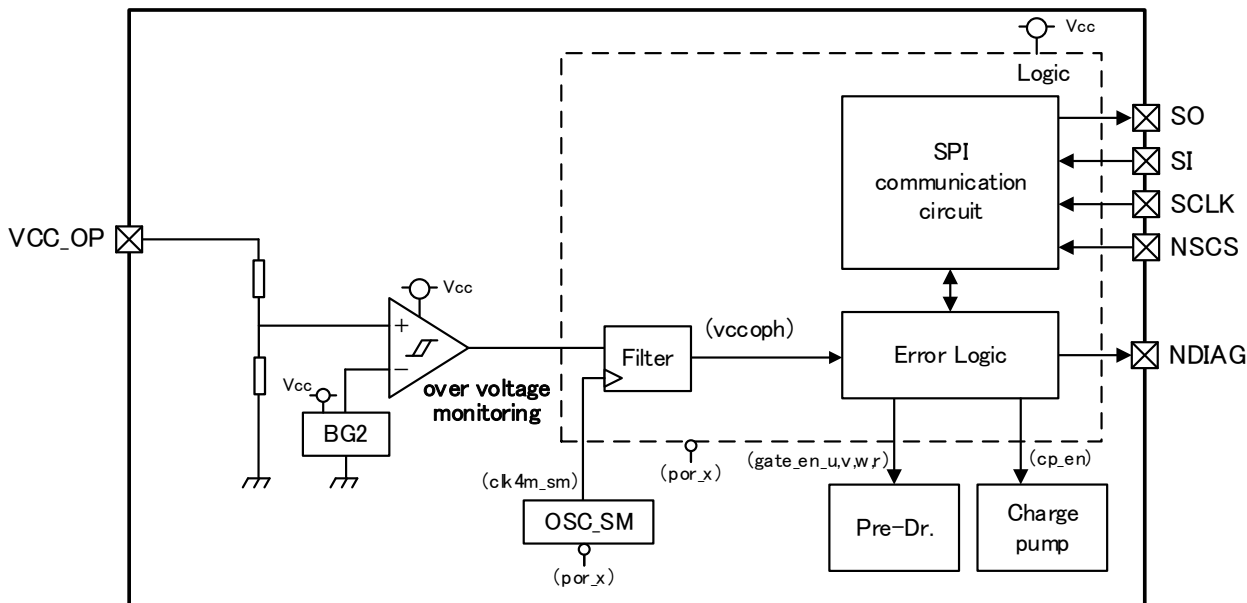 Vcc
Logic
SO
SPI
communication
circuit
SI
SCLK
NSCS
VCC_OP
Vcc
+
−
Filter
(vccoph)
Error Logic
NDIAG
over voltage
monitoring
Vcc
BG2
(clk4m_sm)
(por_x)
(gate_en_u,v,w,r)
(cp_en)
OSC_SM
(por_x)
Pre-Dr.
Charge
pump